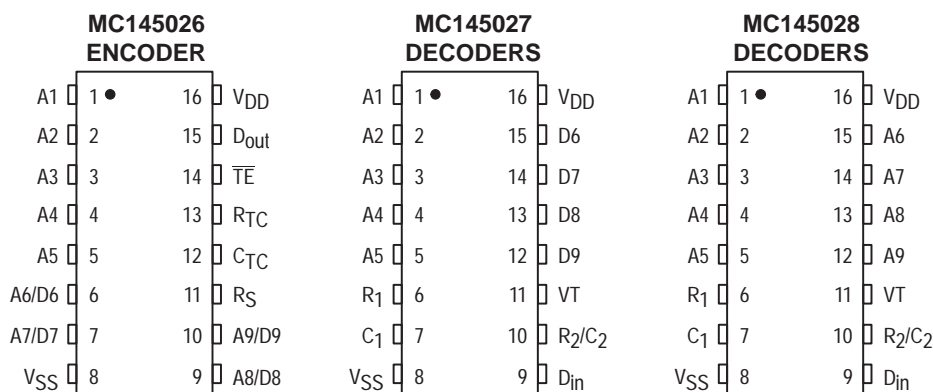 MC145026
ENCODER
A1 1 16 VDD
A2 2 15 Dout
A3 3 14 T̅E̅
A4 4 13 RTC
A5 5 12 CTC
A6/D6 6 11 RS
A7/D7 7 10 A9/D9
VSS 8 9 A8/D8
MC145027
DECODERS
A1 1 16 VDD
A2 2 15 D6
A3 3 14 D7
A4 4 13 D8
A5 5 12 D9
R1 6 11 VT
C1 7 10 R2/C2
VSS 8 9 Din
MC145028
DECODERS
A1 1 16 VDD
A2 2 15 A6
A3 3 14 A7
A4 4 13 A8
A5 5 12 A9
R1 6 11 VT
C1 7 10 R2/C2
VSS 8 9 Din